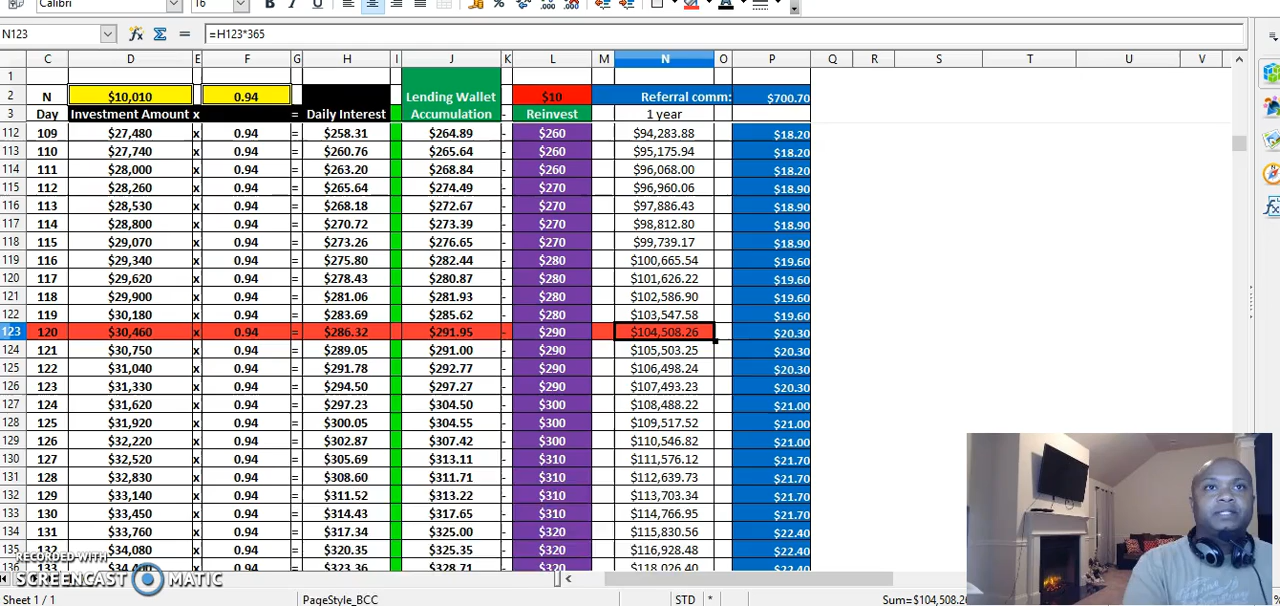 Calibri 16 B I U
N123 =H123*365
C D E F G H I J K L M N O P Q R S T U V
1 Lending Wallet
2 N $10,010 0.94 $10 Referral comm: $700.70
3 Day Investment Amount x = Daily Interest Accumulation - Reinvest 1 year
112 109 $27,480 x 0.94 = $258.31 $264.89 - $260 $94,283.88 $18.20
113 110 $27,740 x 0.94 = $260.76 $265.64 - $260 $95,175.94 $18.20
114 111 $28,000 x 0.94 = $263.20 $268.84 - $260 $96,068.00 $18.20
115 112 $28,260 x 0.94 = $265.64 $274.49 - $270 $96,960.06 $18.90
116 113 $28,530 x 0.94 = $268.18 $272.67 - $270 $97,886.43 $18.90
117 114 $28,800 x 0.94 = $270.72 $273.39 - $270 $98,812.80 $18.90
118 115 $29,070 x 0.94 = $273.26 $276.65 - $270 $99,739.17 $18.90
119 116 $29,340 x 0.94 = $275.80 $282.44 - $280 $100,665.54 $19.60
120 117 $29,620 x 0.94 = $278.43 $280.87 - $280 $101,626.22 $19.60
121 118 $29,900 x 0.94 = $281.06 $281.93 - $280 $102,586.90 $19.60
122 119 $30,180 x 0.94 = $283.69 $285.62 - $280 $103,547.58 $19.60
123 120 $30,460 x 0.94 = $286.32 $291.95 - $290 $104,508.26 $20.30
124 121 $30,750 x 0.94 = $289.05 $291.00 - $290 $105,503.25 $20.30
125 122 $31,040 x 0.94 = $291.78 $292.77 - $290 $106,498.24 $20.30
126 123 $31,330 x 0.94 = $294.50 $297.27 - $290 $107,493.23 $20.30
127 124 $31,620 x 0.94 = $297.23 $304.50 - $300 $108,488.22 $21.00
128 125 $31,920 x 0.94 = $300.05 $304.55 - $300 $109,517.52 $21.00
129 126 $32,220 x 0.94 = $302.87 $307.42 - $300 $110,546.82 $21.00
130 127 $32,520 x 0.94 = $305.69 $313.11 - $310 $111,576.12 $21.70
131 128 $32,830 x 0.94 = $308.60 $311.71 - $310 $112,639.73 $21.70
132 129 $33,140 x 0.94 = $311.52 $313.22 - $310 $113,703.34 $21.70
133 130 $33,450 x 0.94 = $314.43 $317.65 - $310 $114,766.95 $21.70
134 131 $33,760 x 0.94 = $317.34 $325.00 - $320 $115,830.56 $22.40
135 132 $34,080 x 0.94 = $320.35 $325.35 - $320 $116,928.48 $22.40
136 x 0.94 = $323.36 $328.71 - $320 $118,026.40 $22.40
RECORDED WITH
SCREENCAST MATIC
Sheet 1 / 1 PageStyle_BCC STD * Sum=$104,508.26 %